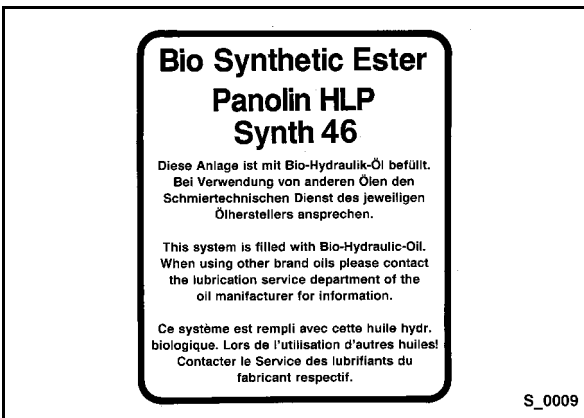 Bio Synthetic Ester
Panolin HLP
Synth 46
Diese Anlage ist mit Bio-Hydraulik-Öl befüllt.
Bei Verwendung von anderen Ölen den
Schmiertechnischen Dienst des jeweiligen
Ölherstellers ansprechen.
This system is filled with Bio-Hydraulic-Oil.
When using other brand oils please contact
the lubrication service department of the
oil manifacturer for information.
Ce système est rempli avec cette huile hydr.
biologique. Lors de l'utilisation d'autres huiles!
Contacter le Service des lubrifiants du
fabricant respectif.
S_0009